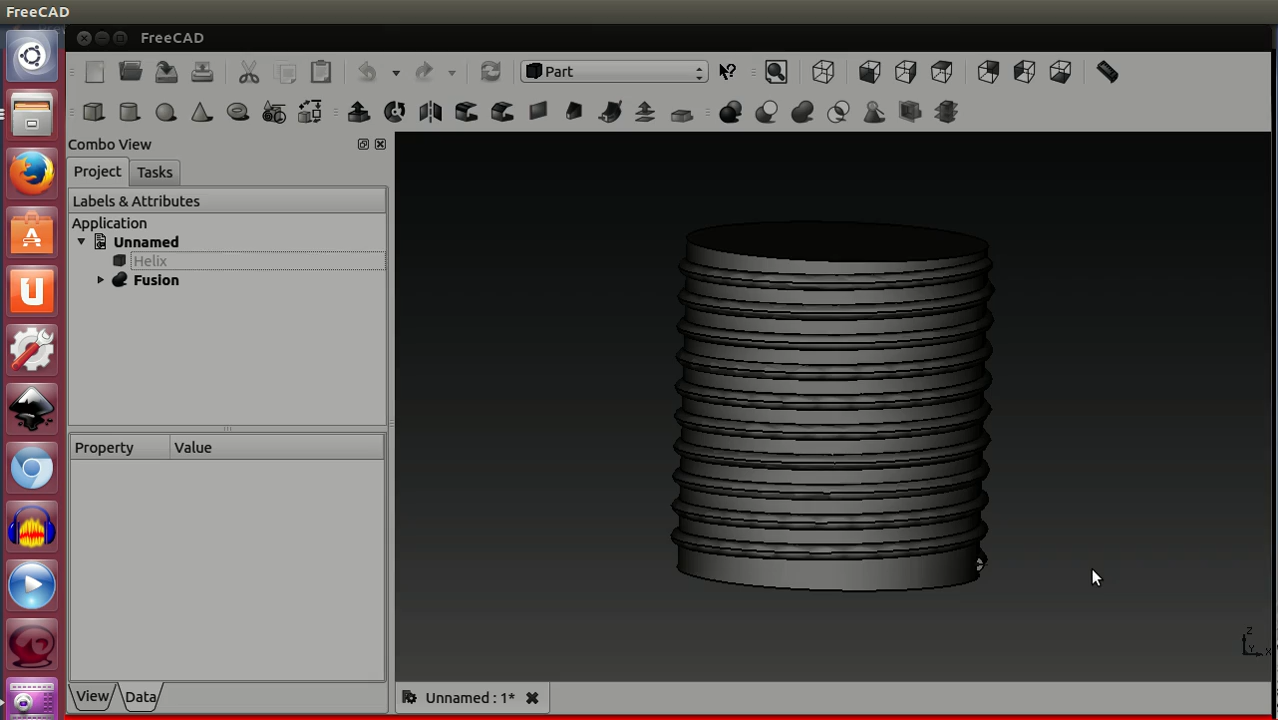 FreeCAD
FreeCAD
Part
Combo View
Project
Tasks
Labels & Attributes
Application
Unnamed
Helix
Fusion
Property
Value
View
Data
Unnamed : 1*
Z
Y
X